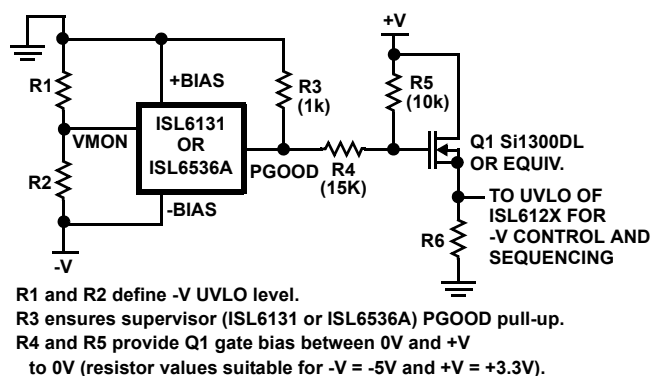 +V
R1
+BIAS
R3
(1k)
R5
(10k)
VMON
ISL6131
OR
ISL6536A
PGOOD
R4
(15K)
Q1 Si1300DL
OR EQUIV.
R2
-BIAS
-V
R6
TO UVLO OF
ISL612X FOR
-V CONTROL AND
SEQUENCING
R1 and R2 define -V UVLO level.
R3 ensures supervisor (ISL6131 or ISL6536A) PGOOD pull-up.
R4 and R5 provide Q1 gate bias between 0V and +V
to 0V (resistor values suitable for -V = -5V and +V = +3.3V).